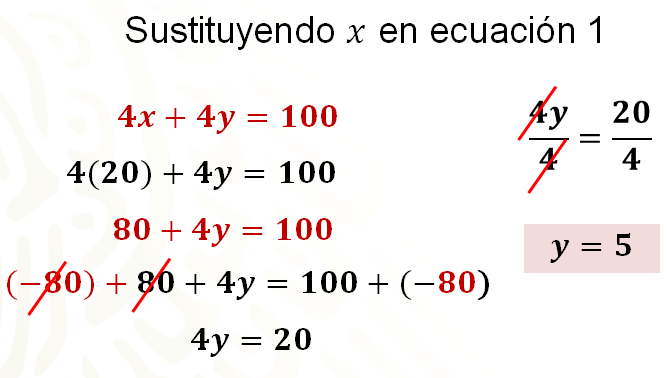 Sustituyendo x en ecuación 1
4x + 4y = 100
4(20) + 4y = 100
80 + 4y = 100
(−80) + 80 + 4y = 100 + (−80)
4y = 20
4y/4 = 20/4
y = 5